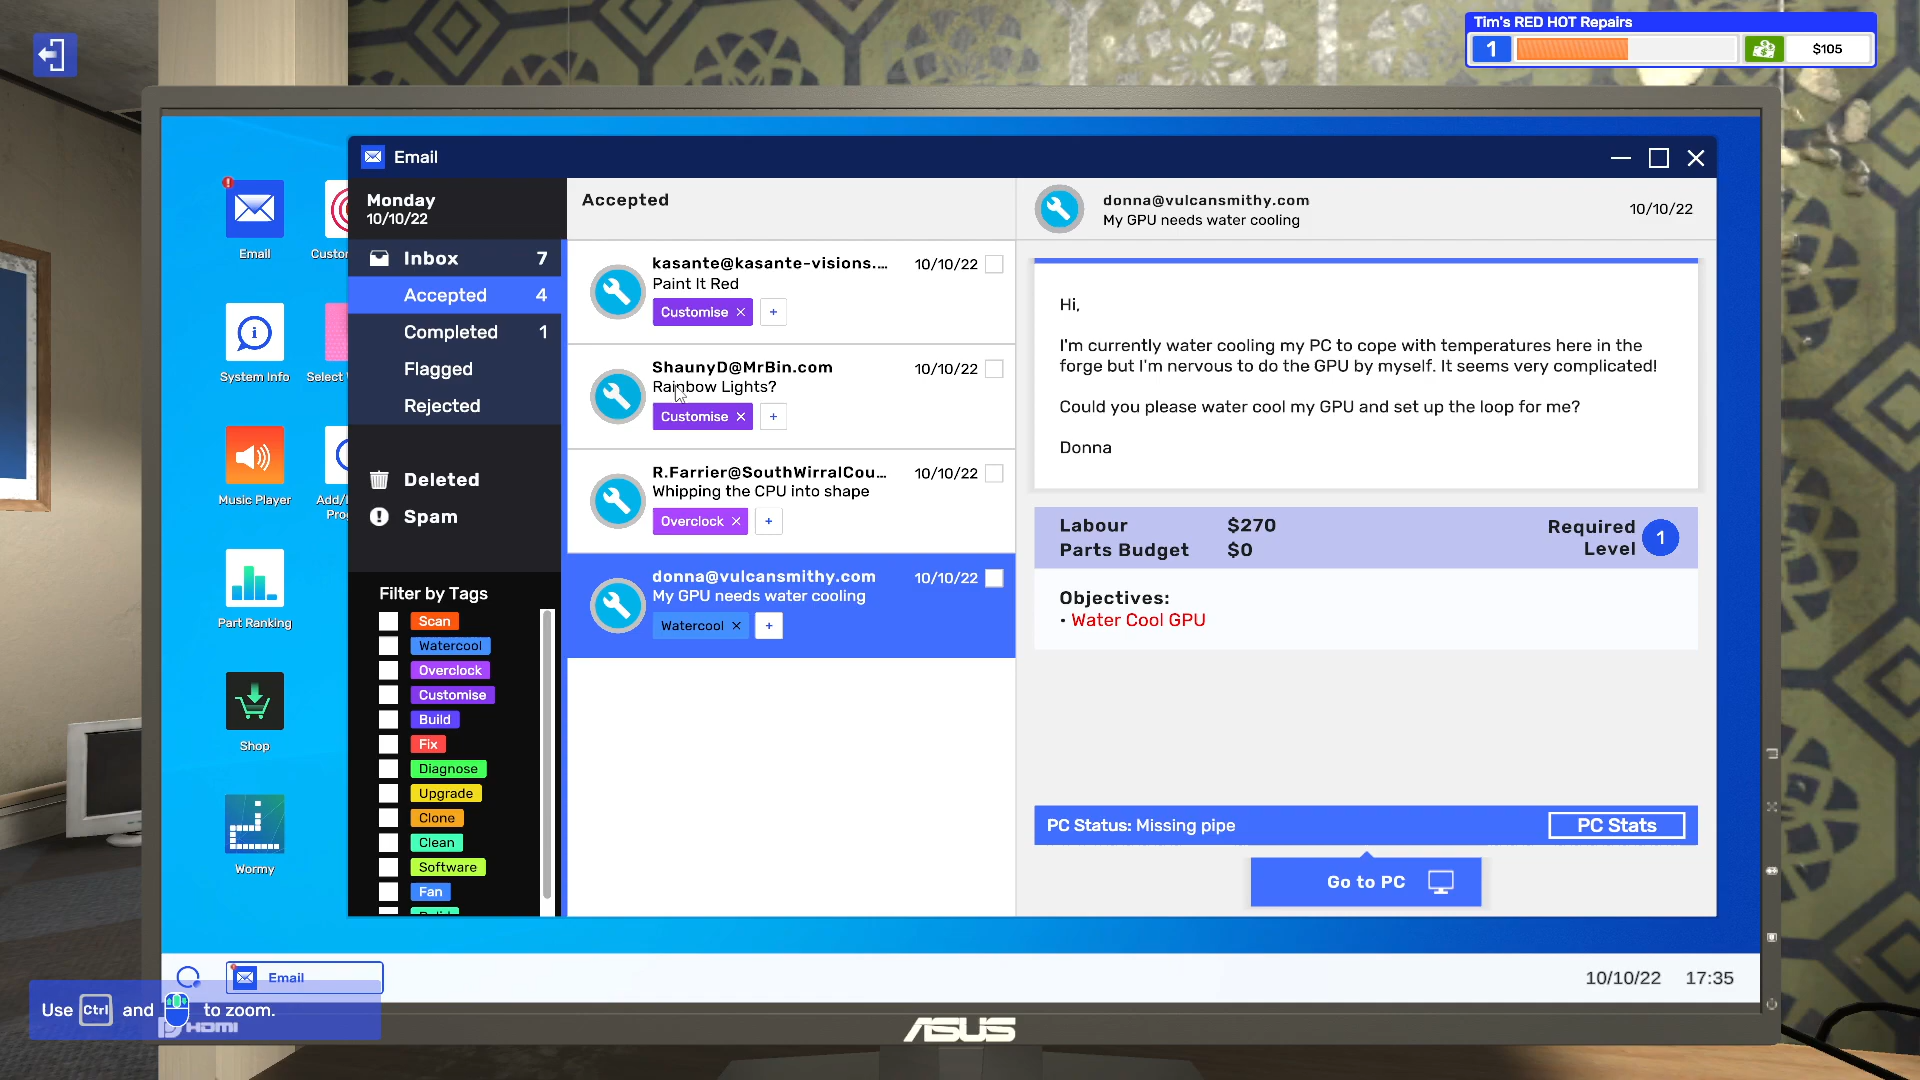 Tim's RED HOT Repairs
1
$105
Email
Monday
10/10/22
Inbox 7
Accepted 4
Completed 1
Flagged
Rejected
Deleted
Spam
Filter by Tags
Scan
Watercool
Overclock
Customise
Build
Fix
Diagnose
Upgrade
Clone
Clean
Software
Fan
Accepted
kasante@kasante-visions.... 10/10/22
Paint It Red
Customise × +
ShaunyD@MrBin.com 10/10/22
Rainbow Lights?
Customise × +
R.Farrier@SouthWirralCou... 10/10/22
Whipping the CPU into shape
Overclock × +
donna@vulcansmithy.com 10/10/22
My GPU needs water cooling
Watercool × +
donna@vulcansmithy.com
My GPU needs water cooling
10/10/22
Hi,
I'm currently water cooling my PC to cope with temperatures here in the
forge but I'm nervous to do the GPU by myself. It seems very complicated!
Could you please water cool my GPU and set up the loop for me?
Donna
Labour $270
Parts Budget $0
Required
Level 1
Objectives:
• Water Cool GPU
PC Status: Missing pipe
PC Stats
Go to PC
Email
Custo
System Info
Select
Music Player
Add/
Pro
Part Ranking
Shop
Wormy
Email
10/10/22 17:35
Use Ctrl and to zoom.
HDMI
ASUS